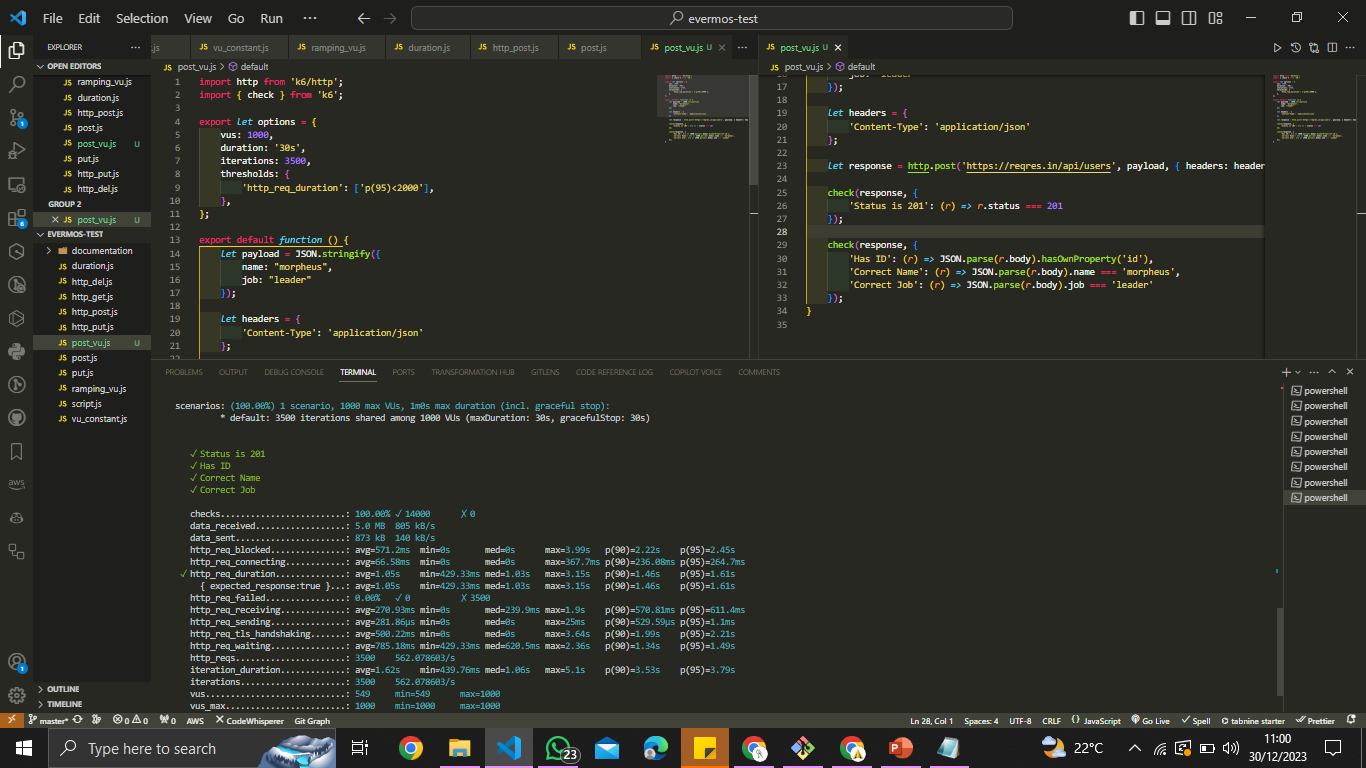 File Edit Selection View Go Run ···
evermos-test
EXPLORER
OPEN EDITORS
ramping_vu.js
duration.js
http_post.js
post.js
post_vu.js U
put.js
http_put.js
http_del.js
GROUP 2
post_vu.js U
EVERMOS-TEST
documentation
duration.js
http_del.js
http_get.js
http_post.js
http_put.js
post_vu.js U
post.js
put.js
ramping_vu.js
script.js
vu_constant.js
OUTLINE
TIMELINE
.js vu_constant.js ramping_vu.js duration.js http_post.js post.js post_vu.js U
post_vu.js > default
1 import http from 'k6/http';
2 import { check } from 'k6';
3
4 export let options = {
5 vus: 1000,
6 duration: '30s',
7 iterations: 3500,
8 thresholds: {
9 'http_req_duration': ['p(95)<2000'],
10 },
11 };
12
13 export default function () {
14 let payload = JSON.stringify({
15 name: "morpheus",
16 job: "leader"
17 });
18
19 let headers = {
20 'Content-Type': 'application/json'
21 };
22
post_vu.js U
post_vu.js > default
16 job: "leader"
17 });
18
19 let headers = {
20 'Content-Type': 'application/json'
21 };
22
23 let response = http.post('https://reqres.in/api/users', payload, { headers: header
24
25 check(response, {
26 'Status is 201': (r) => r.status === 201
27 });
28
29 check(response, {
30 'Has ID': (r) => JSON.parse(r.body).hasOwnProperty('id'),
31 'Correct Name': (r) => JSON.parse(r.body).name === 'morpheus',
32 'Correct Job': (r) => JSON.parse(r.body).job === 'leader'
33 });
34 }
35
PROBLEMS OUTPUT DEBUG CONSOLE TERMINAL PORTS TRANSFORMATION HUB GITLENS CODE REFERENCE LOG COPILOT VOICE COMMENTS
scenarios: (100.00%) 1 scenario, 1000 max VUs, 1m0s max duration (incl. graceful stop):
* default: 3500 iterations shared among 1000 VUs (maxDuration: 30s, gracefulStop: 30s)
✓ Status is 201
✓ Has ID
✓ Correct Name
✓ Correct Job
checks.........................: 100.00% ✓ 14000 ✗ 0
data_received..................: 5.0 MB 805 kB/s
data_sent......................: 873 kB 140 kB/s
http_req_blocked...............: avg=571.2ms min=0s med=0s max=3.99s p(90)=2.22s p(95)=2.45s
http_req_connecting............: avg=66.58ms min=0s med=0s max=367.7ms p(90)=236.08ms p(95)=264.7ms
✓ http_req_duration..............: avg=1.05s min=429.33ms med=1.03s max=3.15s p(90)=1.46s p(95)=1.61s
{ expected_response:true }...: avg=1.05s min=429.33ms med=1.03s max=3.15s p(90)=1.46s p(95)=1.61s
http_req_failed................: 0.00% ✓ 0 ✗ 3500
http_req_receiving.............: avg=270.93ms min=0s med=239.9ms max=1.9s p(90)=570.81ms p(95)=611.4ms
http_req_sending...............: avg=281.86µs min=0s med=0s max=25ms p(90)=529.59µs p(95)=1.1ms
http_req_tls_handshaking.......: avg=500.22ms min=0s med=0s max=3.64s p(90)=1.99s p(95)=2.21s
http_req_waiting...............: avg=785.18ms min=429.33ms med=620.5ms max=2.36s p(90)=1.34s p(95)=1.49s
http_reqs......................: 3500 562.078603/s
iteration_duration.............: avg=1.62s min=439.76ms med=1.06s max=5.1s p(90)=3.53s p(95)=3.79s
iterations.....................: 3500 562.078603/s
vus............................: 549 min=549 max=1000
vus_max........................: 1000 min=1000 max=1000
powershell
powershell
powershell
powershell
powershell
powershell
powershell
powershell
master* 0 0 0 AWS CodeWhisperer Git Graph
Ln 28, Col 1 Spaces: 4 UTF-8 CRLF {} JavaScript Go Live Spell tabnine starter Prettier
Type here to search
23
22°C
11:00
30/12/2023